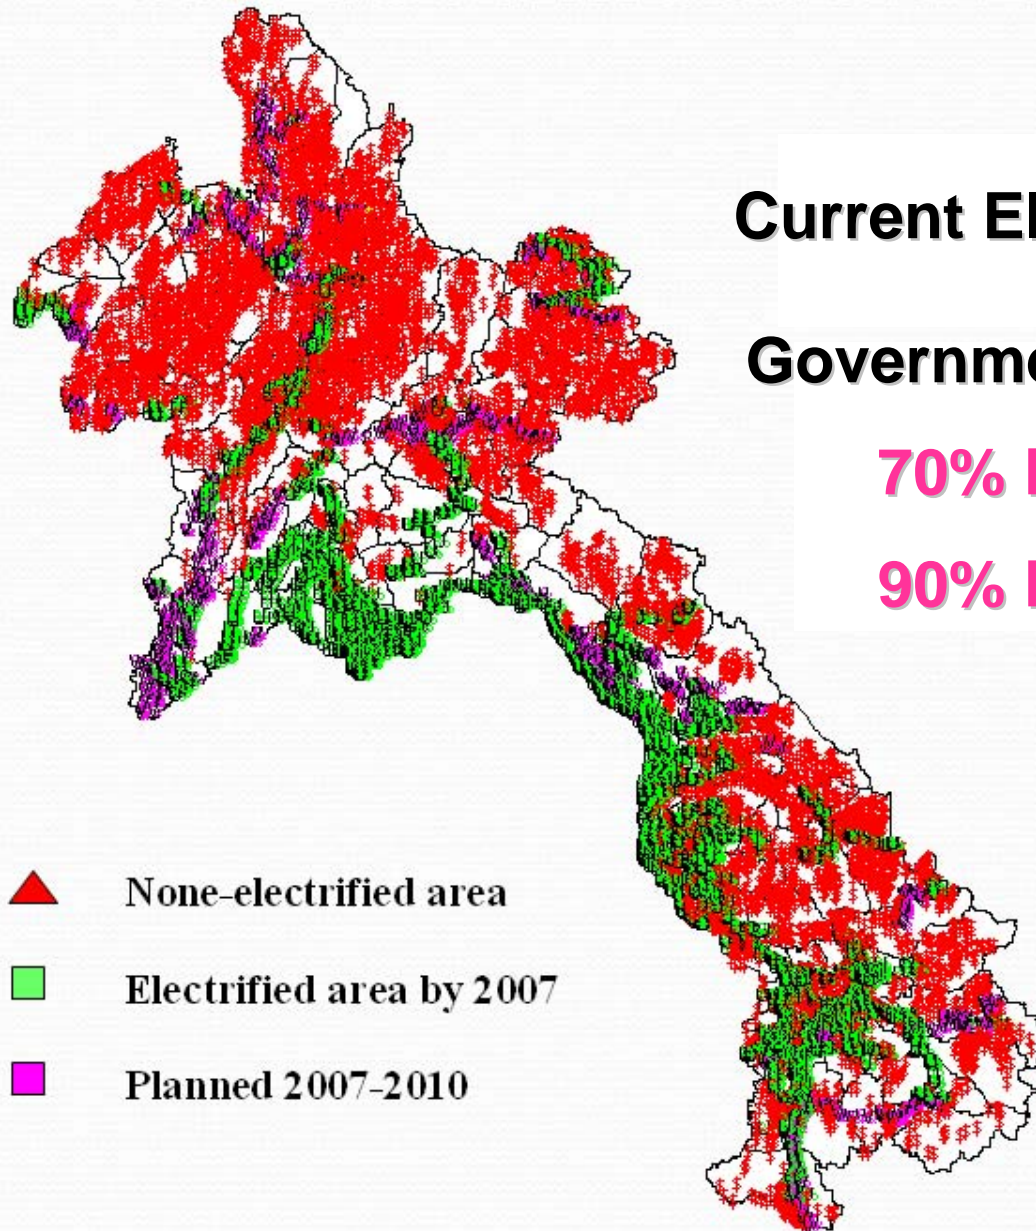 Current El
Governme
70%
90%
None-electrified area
Electrified area by 2007
Planned 2007-2010